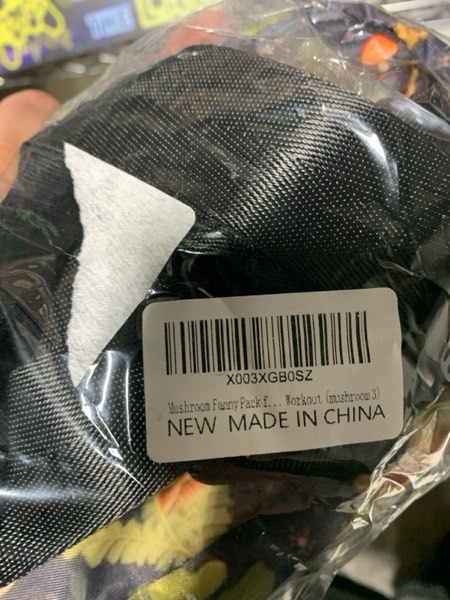 X003XGB0SZ
Mushroom Fanny Pack f... Workout (mushroom 3)
NEW MADE IN CHINA